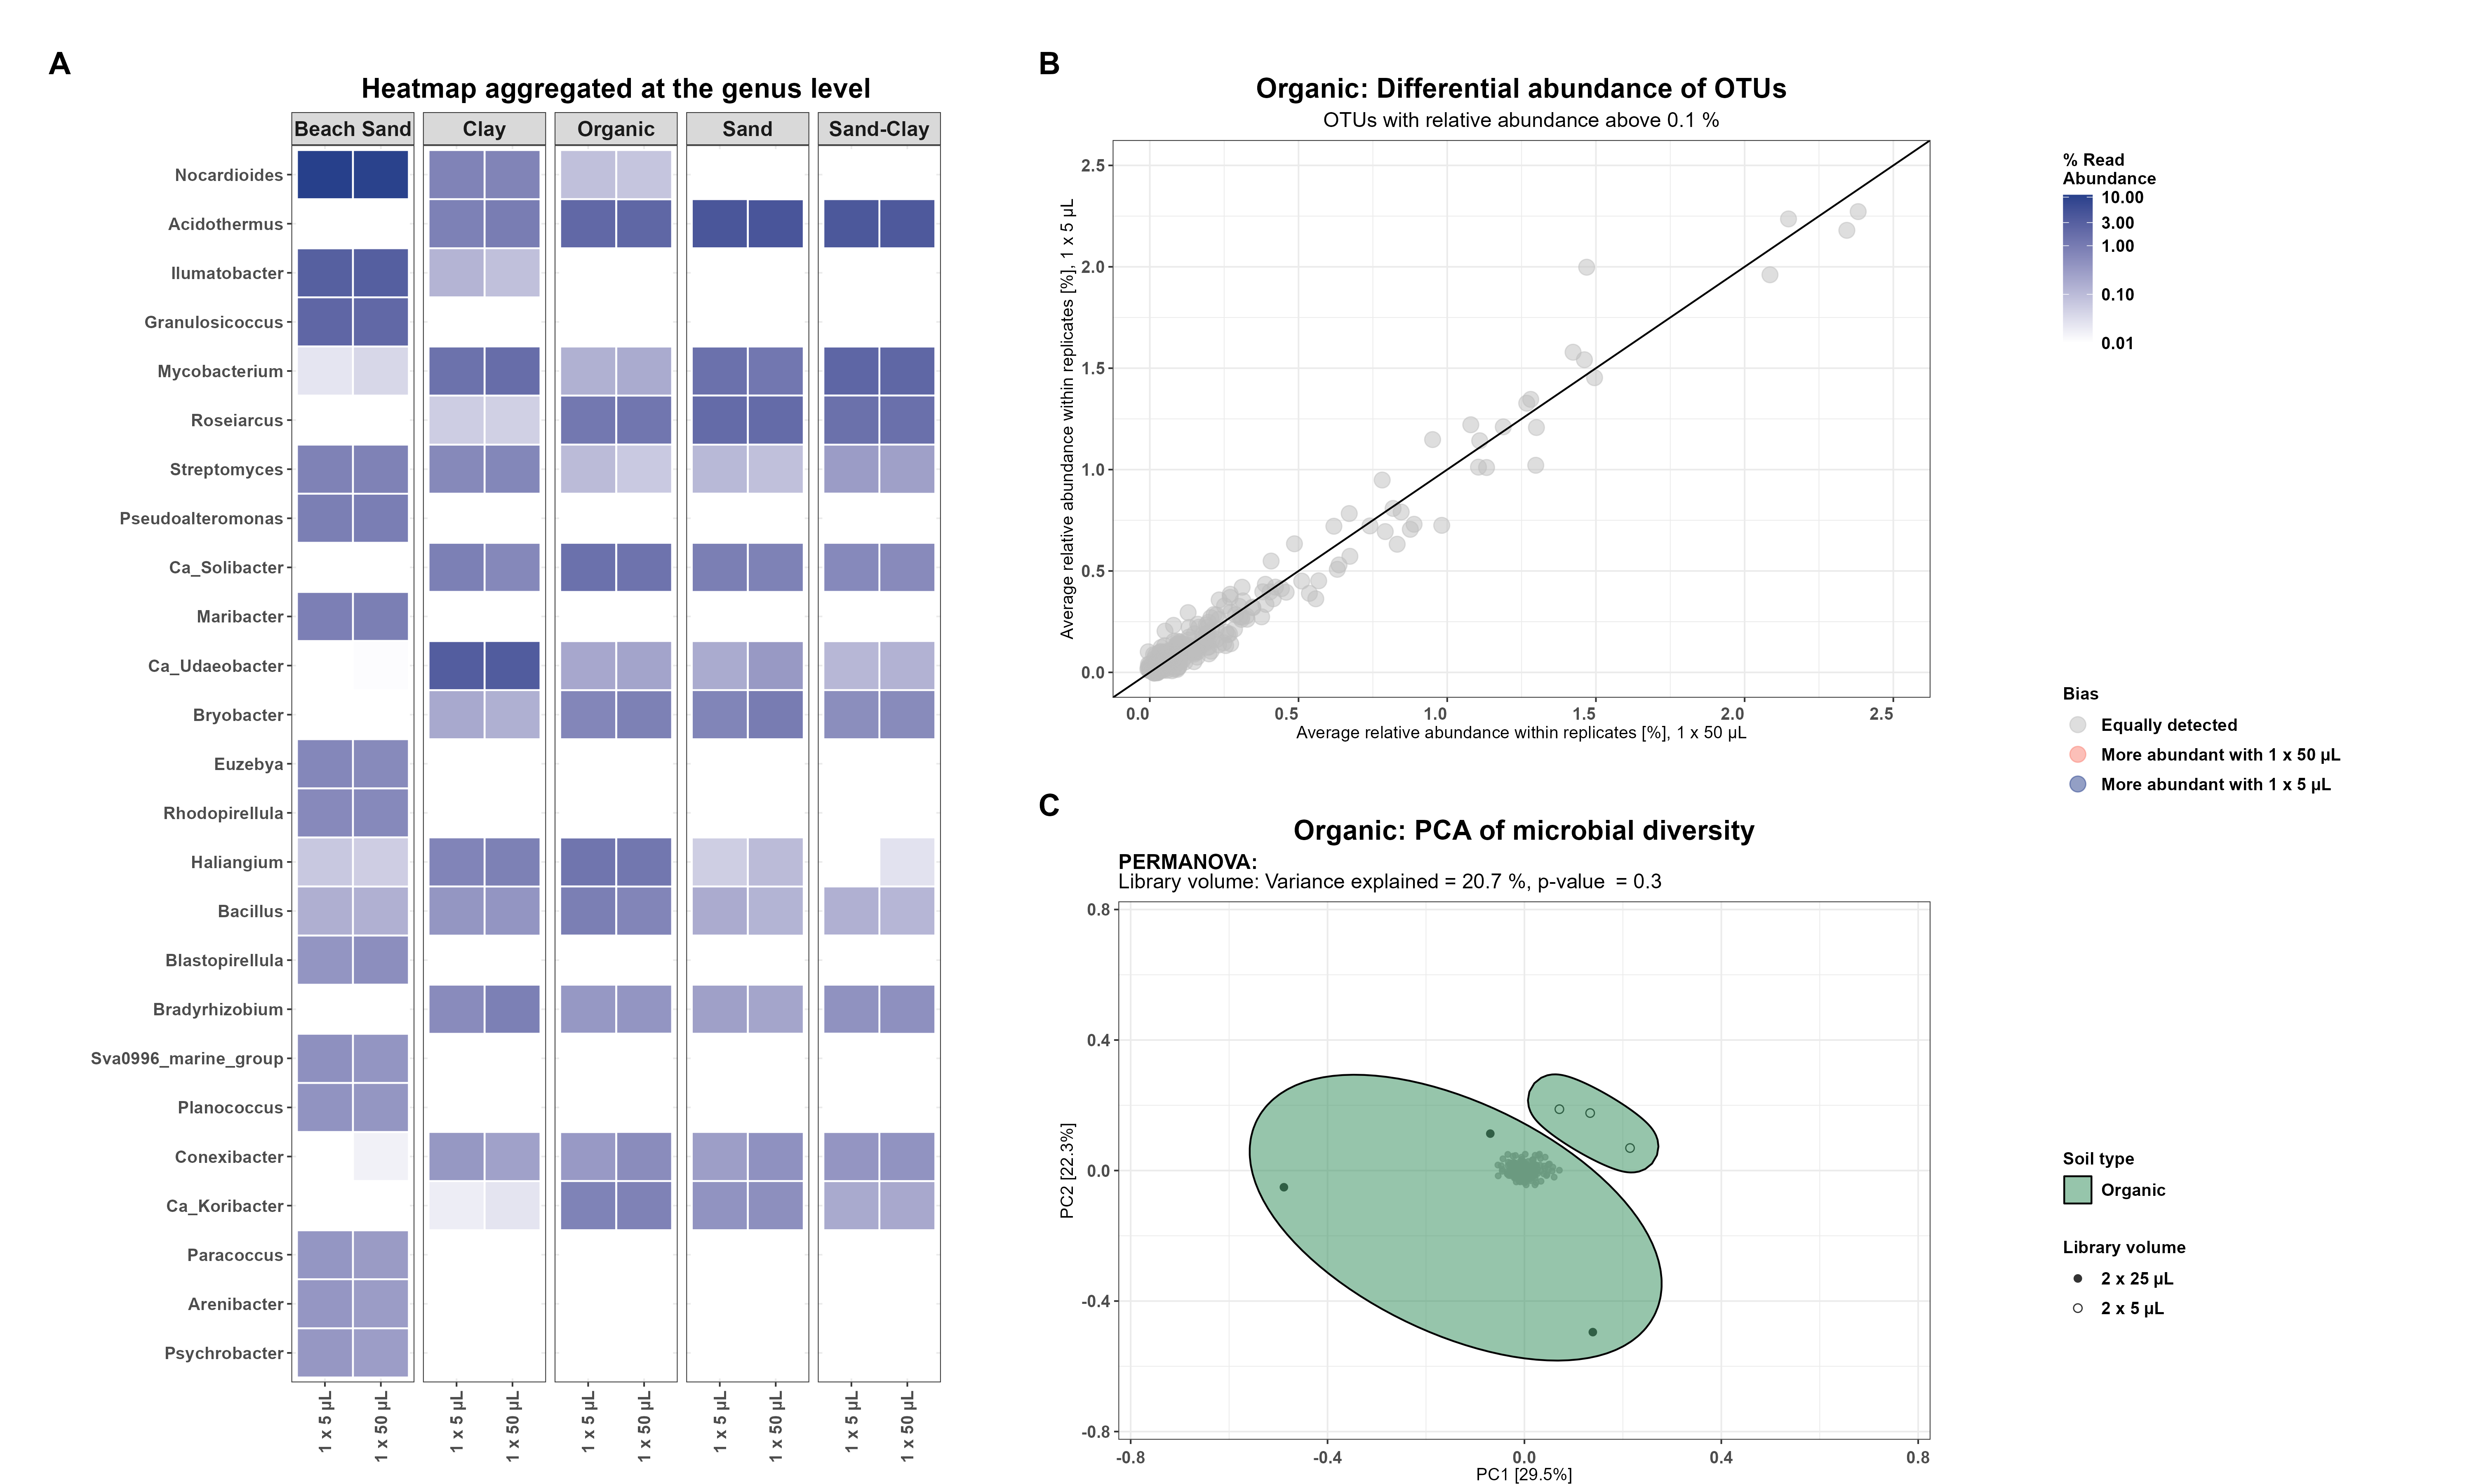 A
Heatmap aggregated at the genus level
Beach Sand
Clay
Organic
Sand
Sand-Clay
Nocardioides
Acidothermus
Ilumatobacter
Granulosicoccus
Mycobacterium
Roseiarcus
Streptomyces
Pseudoalteromonas
Ca_Solibacter
Maribacter
Ca_Udaeobacter
Bryobacter
Euzebya
Rhodopirellula
Haliangium
Bacillus
Blastopirellula
Bradyrhizobium
Sva0996_marine_group
Planococcus
Conexibacter
Ca_Koribacter
Paracoccus
Arenibacter
Psychrobacter
1 x 5 µL
1 x 50 µL
1 x 5 µL
1 x 50 µL
1 x 5 µL
1 x 50 µL
1 x 5 µL
1 x 50 µL
1 x 5 µL
1 x 50 µL
B
Organic: Differential abundance of OTUs
OTUs with relative abundance above 0.1 %
Average relative abundance within replicates [%], 1 x 5 µL
2.5
2.0
1.5
1.0
0.5
0.0
0.0
0.5
1.0
1.5
2.0
2.5
Average relative abundance within replicates [%], 1 x 50 µL
% Read
Abundance
10.00
3.00
1.00
0.10
0.01
Bias
Equally detected
More abundant with 1 x 50 µL
More abundant with 1 x 5 µL
C
Organic: PCA of microbial diversity
PERMANOVA:
Library volume: Variance explained = 20.7 %, p-value = 0.3
PC2 [22.3%]
0.8
0.4
0.0
-0.4
-0.8
-0.8
-0.4
0.0
0.4
0.8
PC1 [29.5%]
Soil type
Organic
Library volume
2 x 25 µL
2 x 5 µL